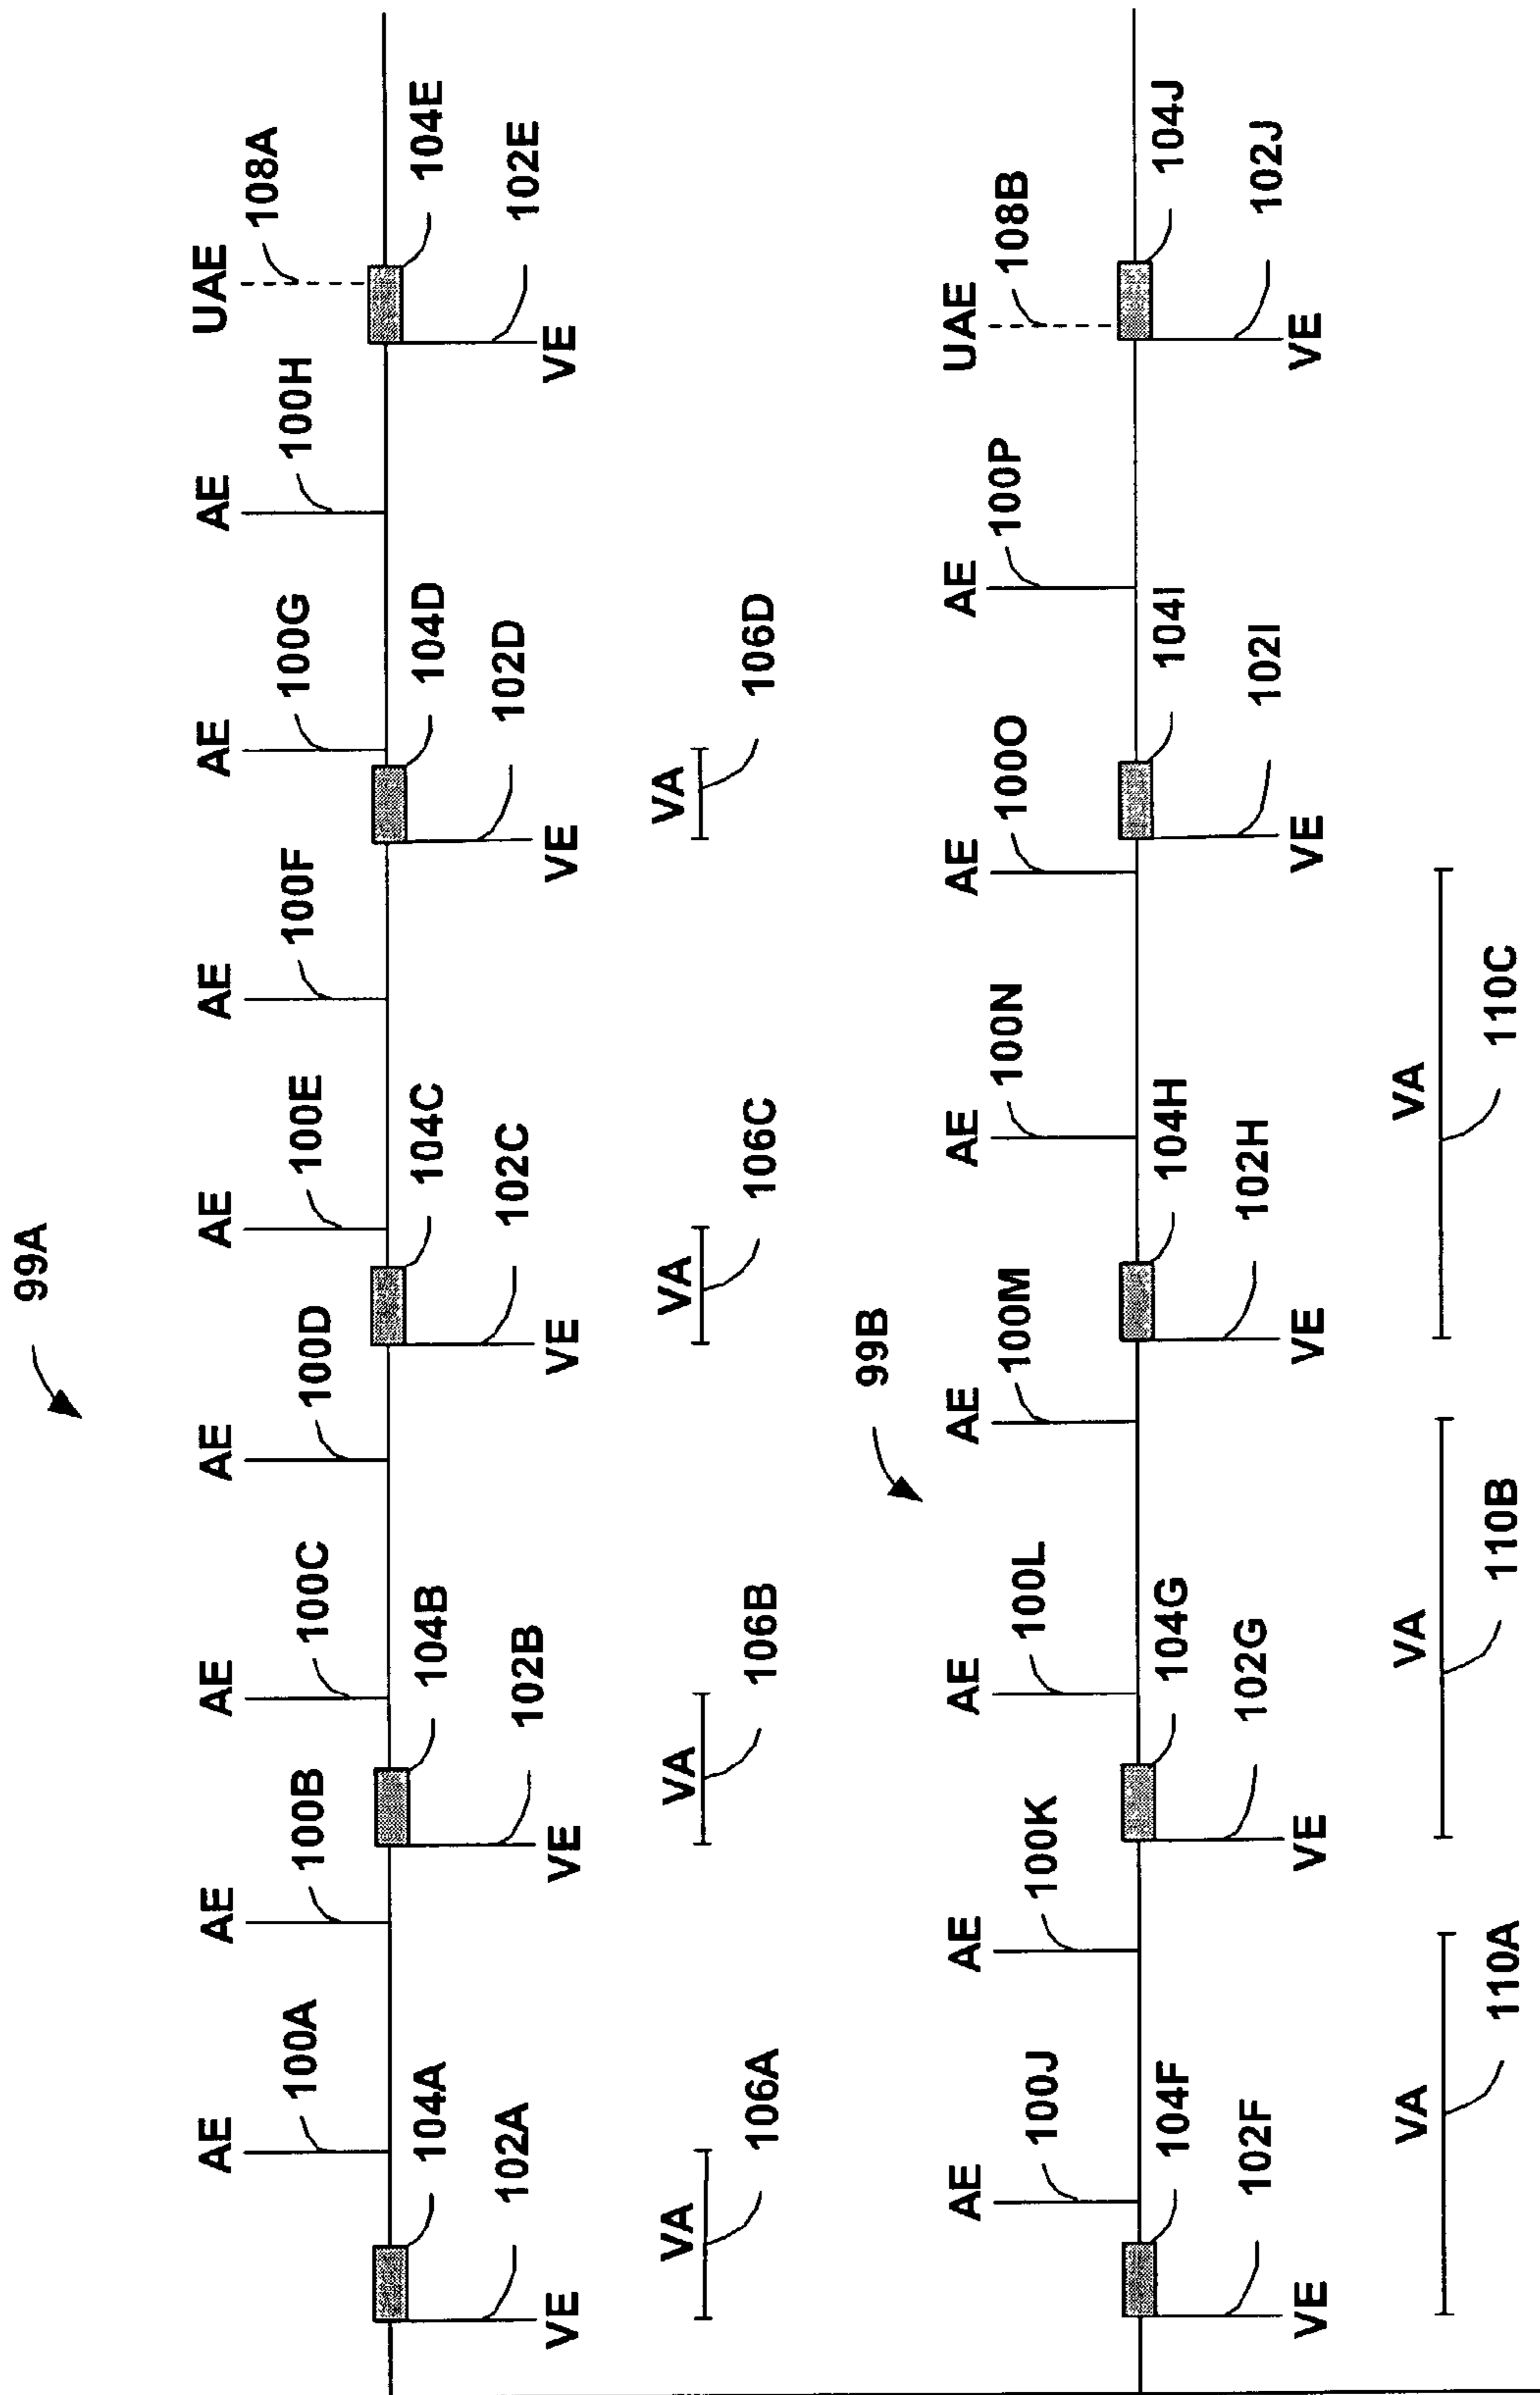 99A
AE AE AE AE AE AE AE AE UAE
100A 100B 100C 100D 100E 100F 100G 100H 108A
104A 104B 104C 104D 104E
102A 102B 102C 102D 102E
VE VE VE VE VE
VA VA VA VA
106A 106B 106C 106D
99B
AE AE AE AE AE AE AE UAE
100J 100K 100L 100M 100N 100O 100P 108B
104F 104G 104H 104I 104J
102F 102G 102H 102I 102J
VE VE VE VE VE
VA VA VA
110A 110B 110C